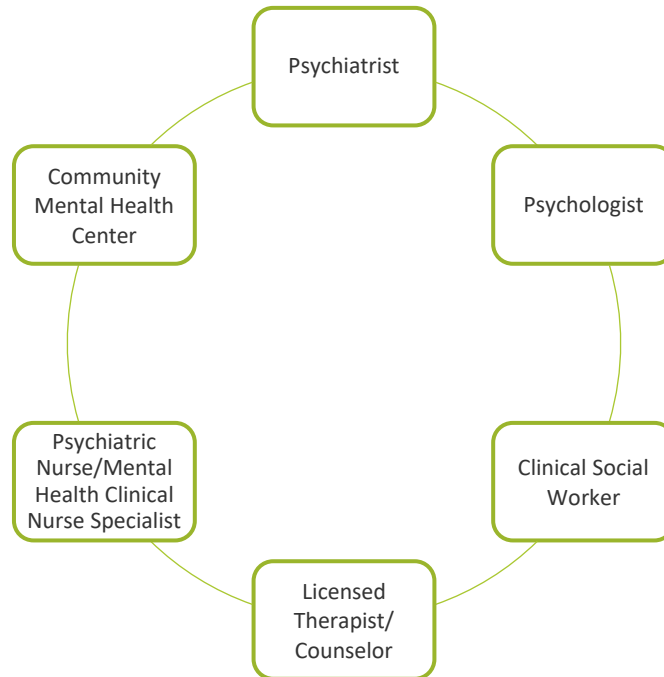 Psychiatrist
Psychologist
Clinical Social
Worker
Licensed
Therapist/
Counselor
Psychiatric
Nurse/Mental
Health Clinical
Nurse Specialist
Community
Mental Health
Center